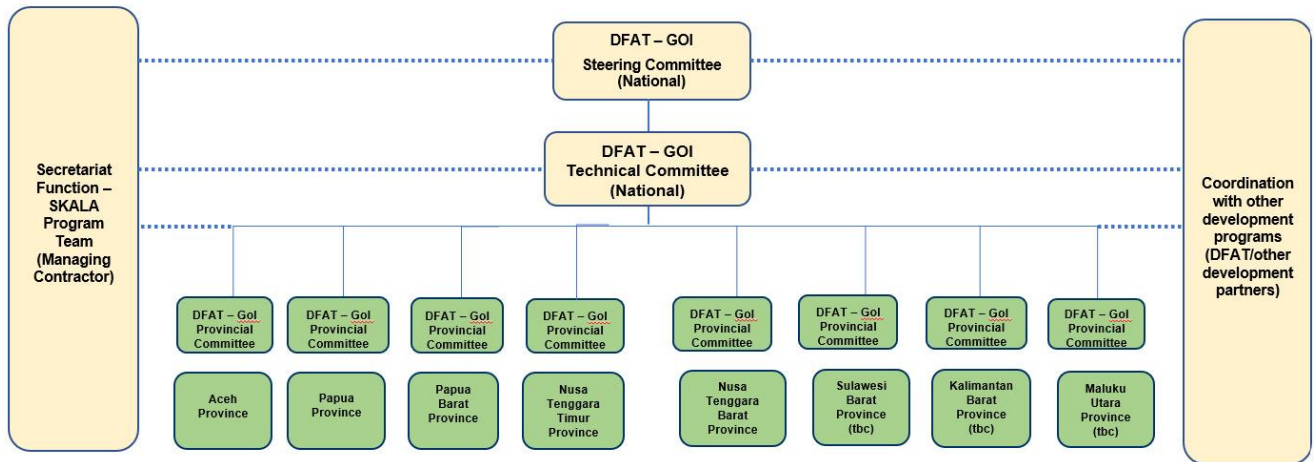 DFAT – GOI
Steering Committee
(National)
DFAT – GOI
Technical Committee
(National)
Secretariat
Function –
SKALA
Program
Team
(Managing
Contractor)
Coordination
with other
development
programs
(DFAT/other
development
partners)
DFAT – GoI
Provincial
Committee
DFAT – GoI
Provincial
Committee
DFAT – GoI
Provincial
Committee
DFAT – GoI
Provincial
Committee
DFAT – GoI
Provincial
Committee
DFAT – GoI
Provincial
Committee
DFAT – GoI
Provincial
Committee
DFAT – GoI
Provincial
Committee
Aceh
Province
Papua
Province
Papua
Barat
Province
Nusa
Tenggara
Timur Province
Nusa
Tenggara
Barat
Province
Sulawesi
Barat
Province
(tbc)
Kalimantan
Barat
Province
(tbc)
Maluku
Utara
Province
(tbc)